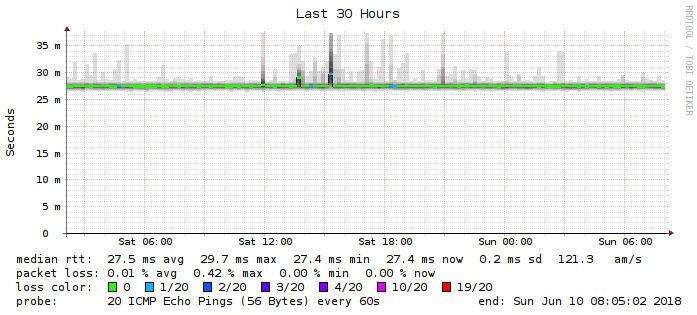 Last 30 Hours
RRDTOOL / TOBI OETIKER
Seconds
35 m
30 m
25 m
20 m
15 m
10 m
5 m
0
Sat 06:00 Sat 12:00 Sat 18:00 Sun 00:00 Sun 06:00
median rtt: 27.5 ms avg 29.7 ms max 27.4 ms min 27.4 ms now 0.2 ms sd 121.3 am/s
packet loss: 0.01 % avg 0.42 % max 0.00 % min 0.00 % now
loss color: 0 1/20 2/20 3/20 4/20 10/20 19/20
probe: 20 ICMP Echo Pings (56 Bytes) every 60s end: Sun Jun 10 08:05:02 2018